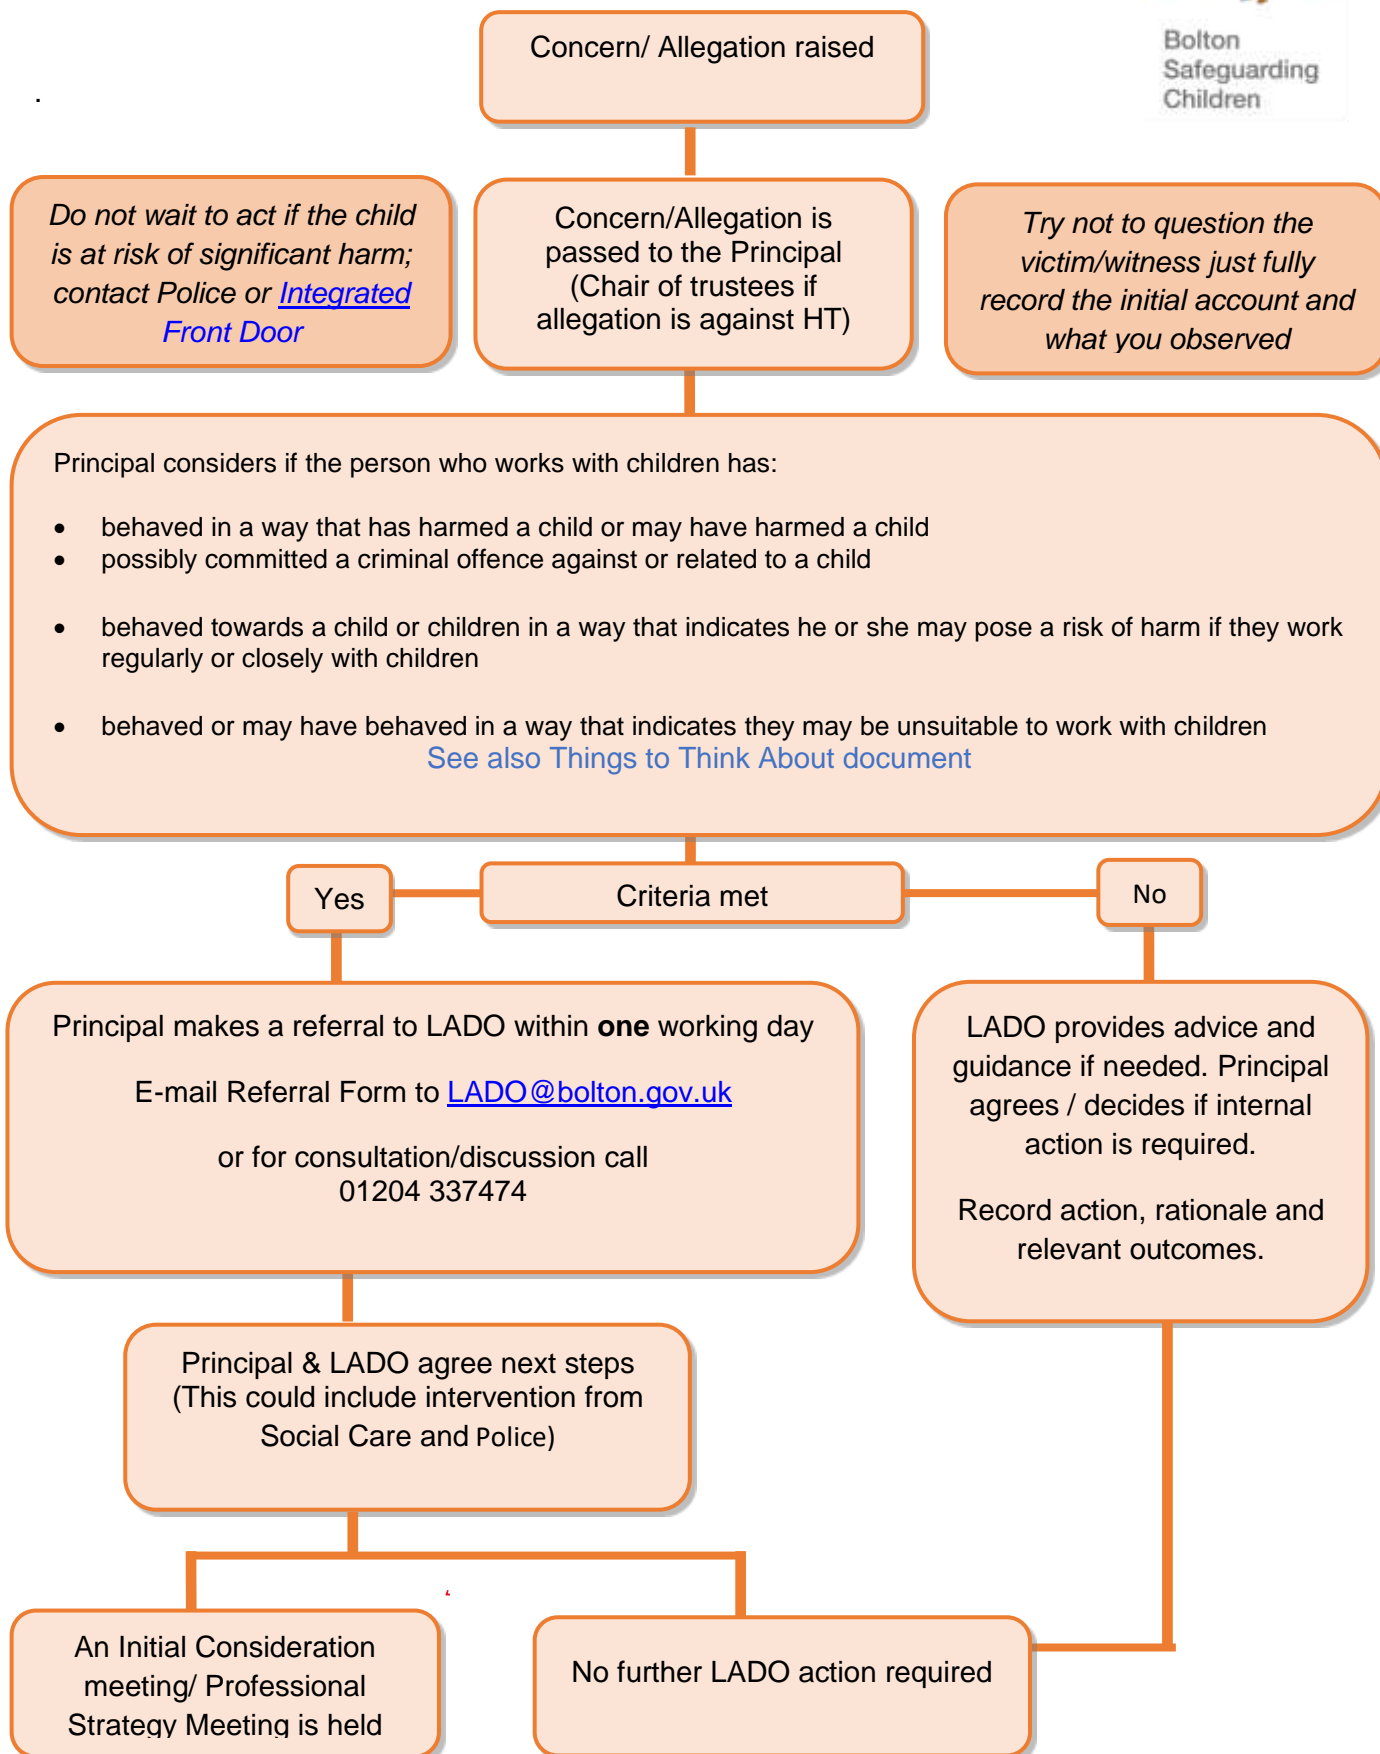 Concern/ Allegation raised
Bolton
Safeguarding
Children
.
Do not wait to act if the child
is at risk of significant harm;
contact Police or Integrated
Front Door
Concern/Allegation is
passed to the Principal
(Chair of trustees if
allegation is against HT)
Try not to question the
victim/witness just fully
record the initial account and
what you observed
Principal considers if the person who works with children has:
• behaved in a way that has harmed a child or may have harmed a child
• possibly committed a criminal offence against or related to a child
• behaved towards a child or children in a way that indicates he or she may pose a risk of harm if they work
regularly or closely with children
• behaved or may have behaved in a way that indicates they may be unsuitable to work with children
See also Things to Think About document
Yes
Criteria met
No
Principal makes a referral to LADO within one working day
E-mail Referral Form to LADO@bolton.gov.uk
or for consultation/discussion call
01204 337474
LADO provides advice and
guidance if needed. Principal
agrees / decides if internal
action is required.
Record action, rationale and
relevant outcomes.
Principal & LADO agree next steps
(This could include intervention from
Social Care and Police)
An Initial Consideration
meeting/ Professional
Strategy Meeting is held
No further LADO action required